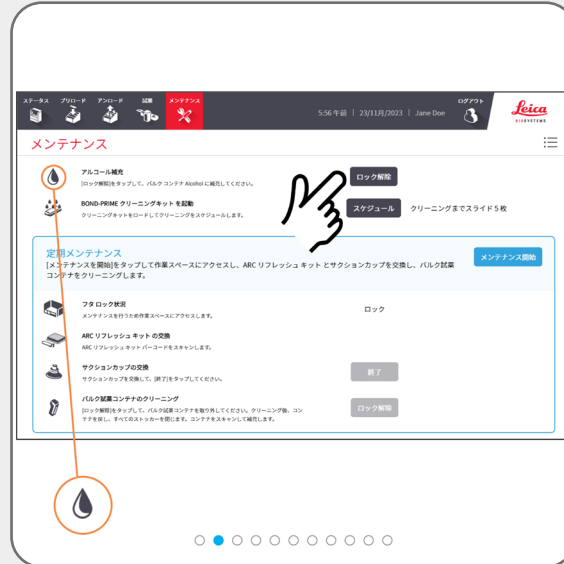 ステータス プリロード アンロード 試薬 メンテナンス ログアウト
5:56 午前 | 23/11月/2023 | Jane Doe
Leica
BIOSYSTEMS
メンテナンス
アルコール補充
[ロック解除]をタップして、バルク コンテナ Alcohol に補充してください。
ロック解除
BOND-PRIME クリーニングキット を起動
クリーニングキットをロードしてクリーニングをスケジュールします。
スケジュール
クリーニングまでスライド 5 枚
定期メンテナンス
[メンテナンスを開始]をタップして作業スペースにアクセスし、ARC リフレッシュ キット とサクションカップを交換し、バルク試薬
コンテナをクリーニングします。
メンテナンス開始
フタ ロック状況
メンテナンスを行うため作業スペースにアクセスします。
ロック
ARC リフレッシュ キット の交換
ARC リフレッシュ キット バーコードをスキャンします。
サクションカップの交換
サクションカップを交換して、[終了]をタップしてください。
終了
バルク試薬コンテナのクリーニング
[ロック解除]をタップして、バルク試薬コンテナを取り外してください。クリーニング後、コン
テナを戻し、すべてのストッカーを閉じます。コンテナをスキャンして補充します。
ロック解除